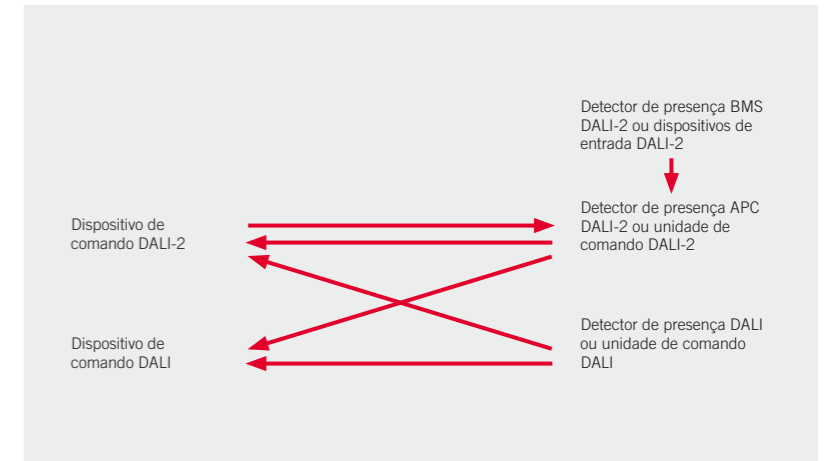 Detector de presença BMS
DALI-2 ou dispositivos de
entrada DALI-2
Dispositivo de
comando DALI-2
Detector de presença APC
DALI-2 ou unidade de
comando DALI-2
Dispositivo de
comando DALI
Detector de presença DALI
ou unidade de comando
DALI